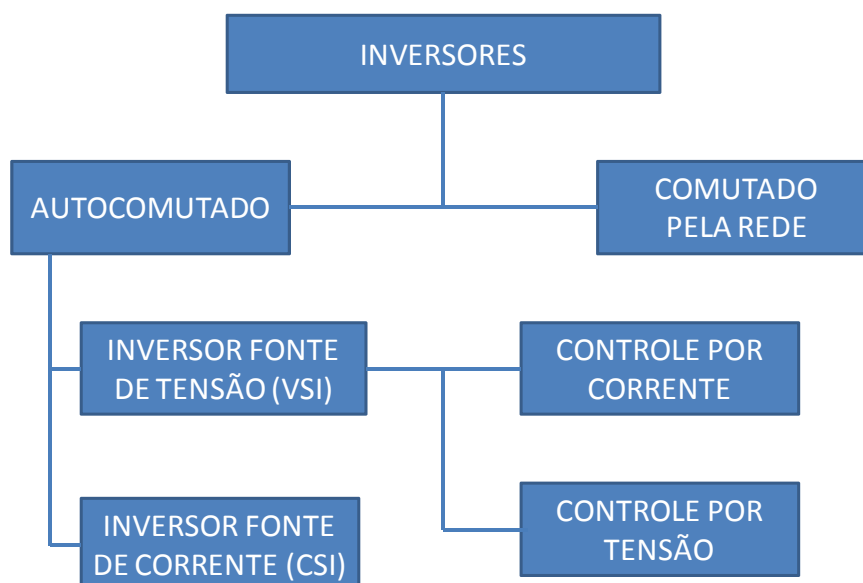 INVERSORES
AUTOCOMUTADO
COMUTADO
PELA REDE
INVERSOR FONTE
DE TENSÃO (VSI)
CONTROLE POR
CORRENTE
INVERSOR FONTE
DE CORRENTE (CSI)
CONTROLE POR
TENSÃO